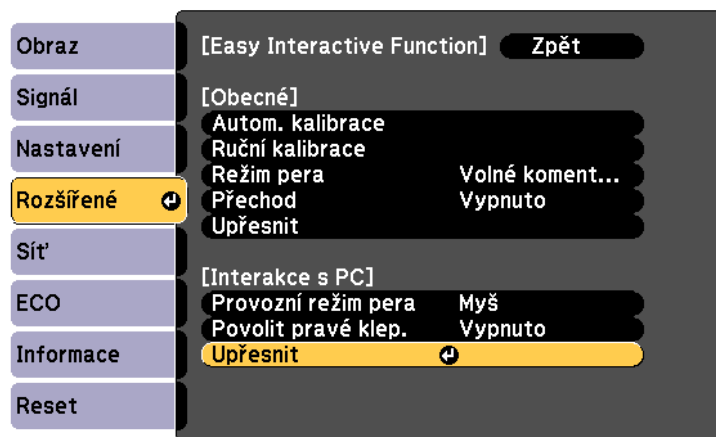 Obraz
Signál
Nastavení
Rozšířené
Síť
ECO
Informace
Reset
[Easy Interactive Function] Zpět
[Obecné]
Autom. kalibrace
Ruční kalibrace
Režim pera Volné koment...
Přechod Vypnuto
Upřesnit
[Interakce s PC]
Provozní režim pera Myš
Povolit pravé klep. Vypnuto
Upřesnit